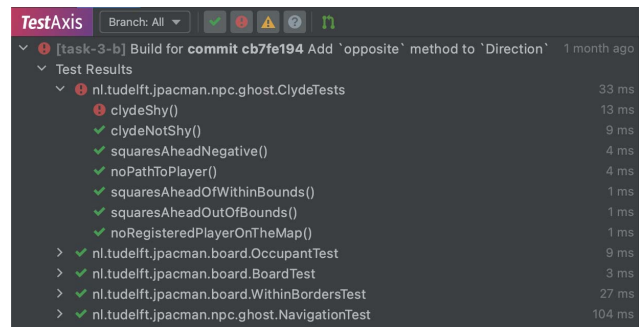 TestAxis Branch: All
[task-3-b] Build for commit cb7fe194 Add `opposite` method to `Direction` 1 month ago
Test Results
nl.tudelft.jpacman.npc.ghost.ClydeTests 33 ms
clydeShy() 13 ms
clydeNotShy() 9 ms
squaresAheadNegative() 4 ms
noPathToPlayer() 4 ms
squaresAheadOfWithinBounds() 1 ms
squaresAheadOutOfBounds() 1 ms
noRegisteredPlayerOnTheMap() 1 ms
nl.tudelft.jpacman.board.OccupantTest 9 ms
nl.tudelft.jpacman.board.BoardTest 3 ms
nl.tudelft.jpacman.board.WithinBordersTest 27 ms
nl.tudelft.jpacman.npc.ghost.NavigationTest 104 ms